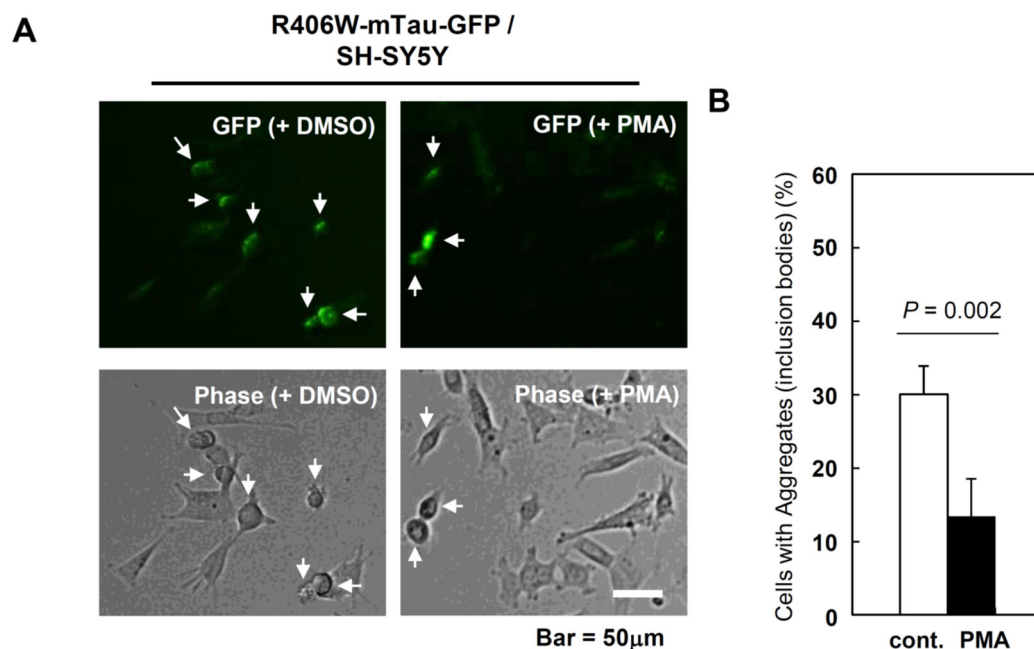 A
R406W-mTau-GFP /
SH-SY5Y
GFP (+ DMSO)
GFP (+ PMA)
Phase (+ DMSO)
Phase (+ PMA)
Bar = 50μm
B
Cells with Aggregates (inclusion bodies) (%)
60
50
40
30
20
10
0
P = 0.002
cont.
PMA